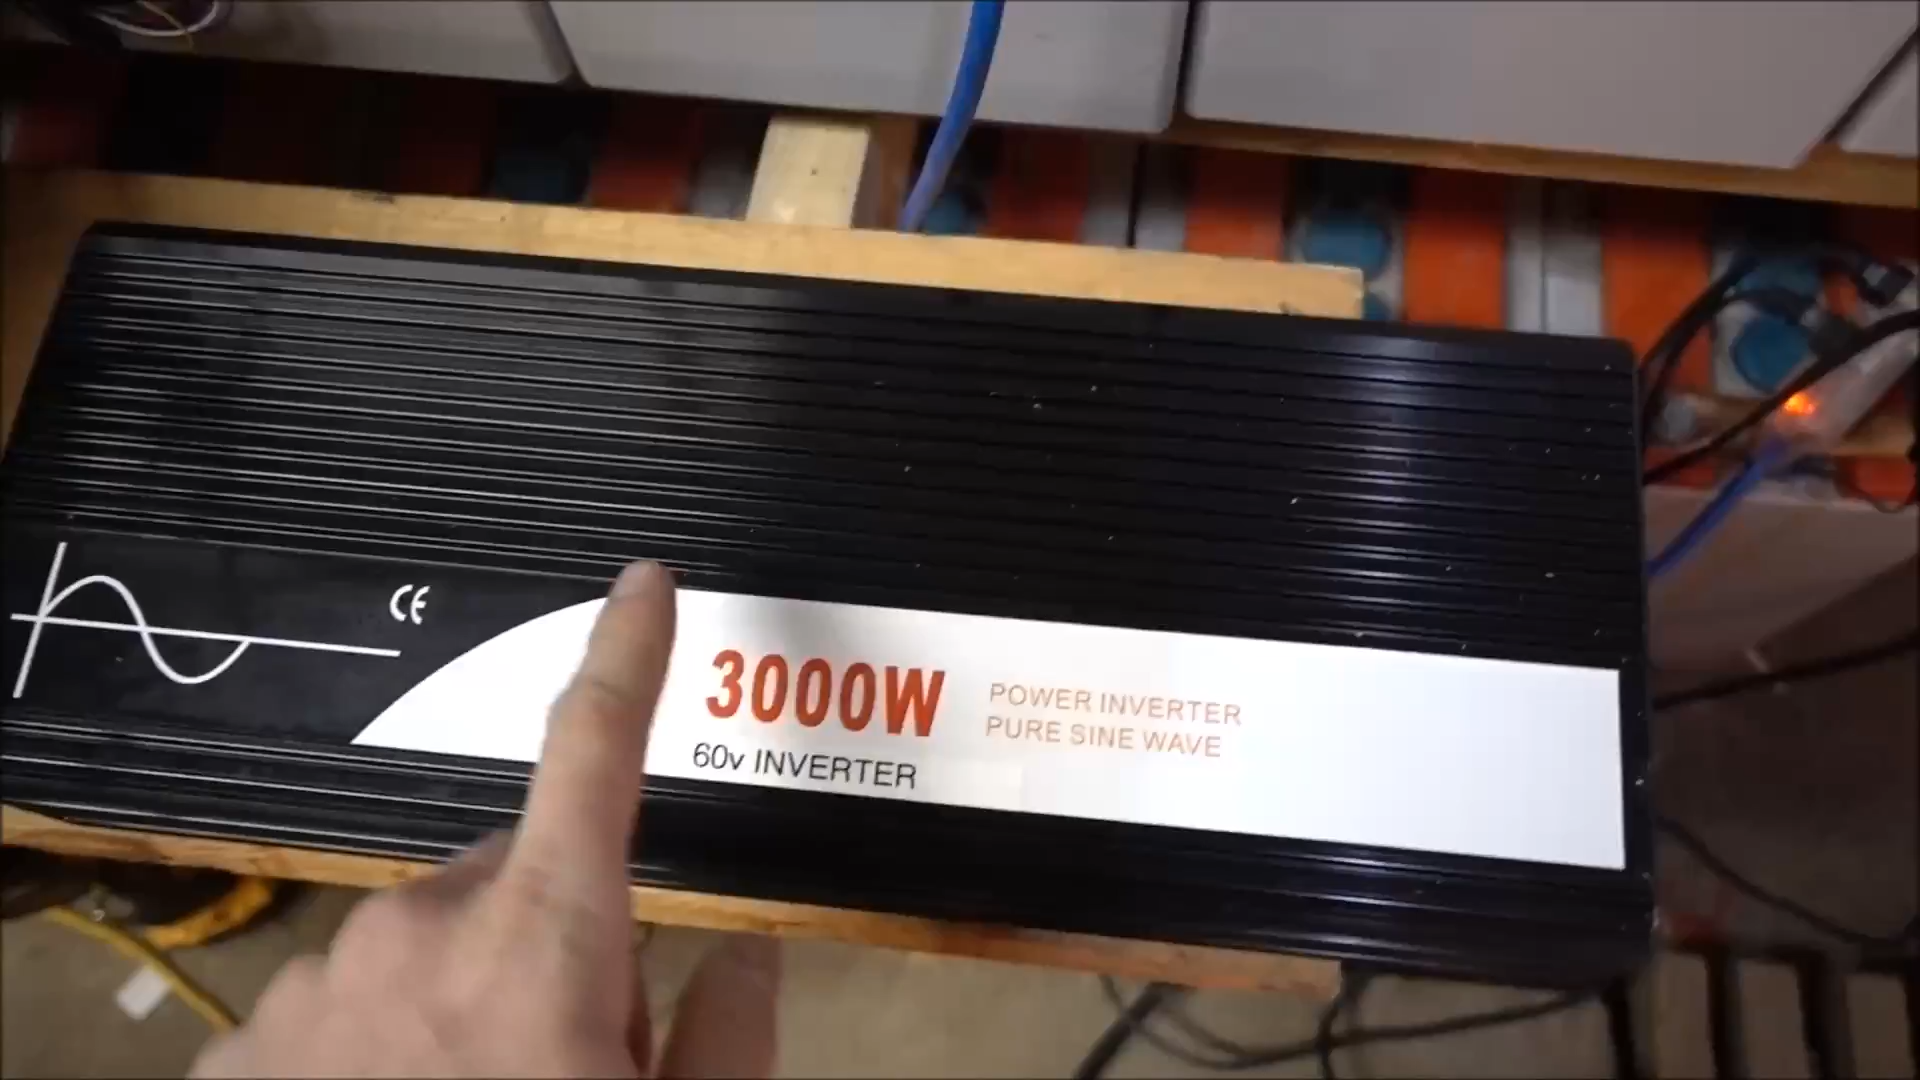 CE
3000W
POWER INVERTER
PURE SINE WAVE
60v INVERTER